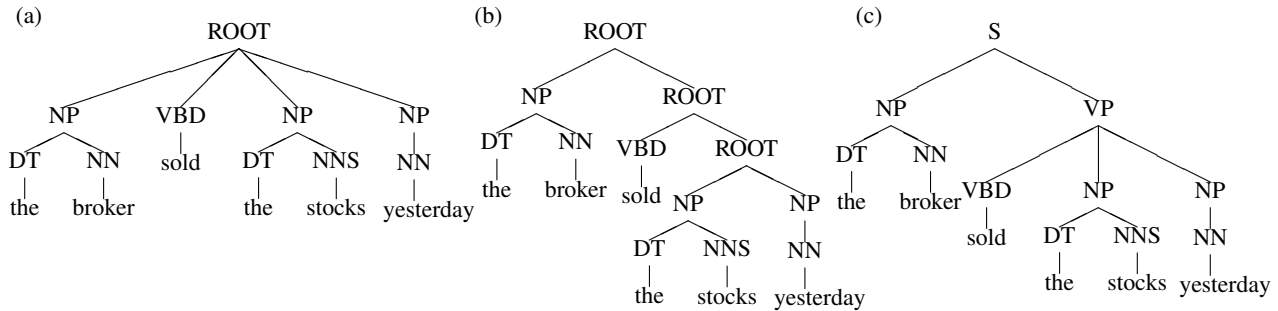 (a) (b) (c)
ROOT ROOT S
NP ROOT NP VP
NP VBD NP NP
DT NN sold DT NNS NN
the broker the stocks yesterday
DT NN VBD ROOT
the broker sold NP NP
DT NNS NN
the stocks yesterday
DT NN VBD NP NP
the broker sold DT NNS NN
the stocks yesterday